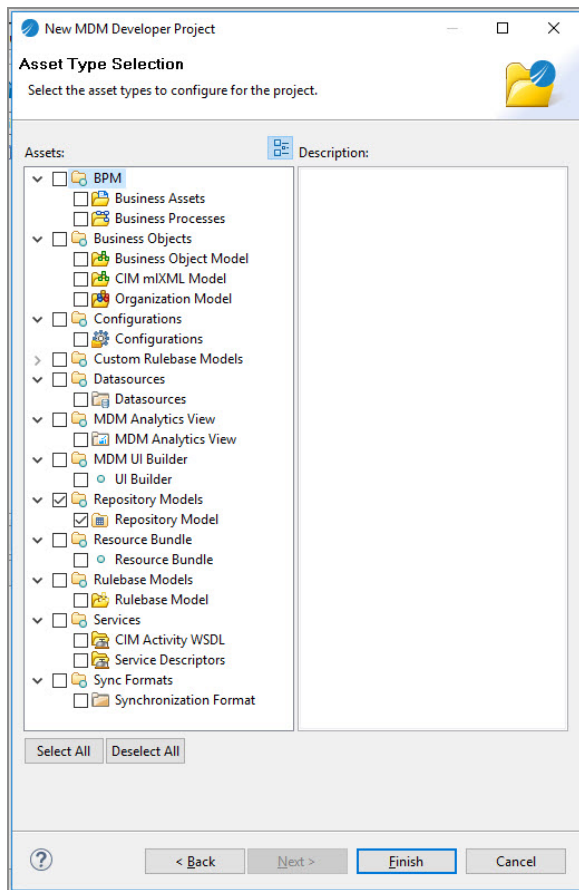 New MDM Developer Project
Asset Type Selection
Select the asset types to configure for the project.
Assets:
Description:
BPM
Business Assets
Business Processes
Business Objects
Business Object Model
CIM mlXML Model
Organization Model
Configurations
Configurations
Custom Rulebase Models
Datasources
Datasources
MDM Analytics View
MDM Analytics View
MDM UI Builder
UI Builder
Repository Models
Repository Model
Resource Bundle
Resource Bundle
Rulebase Models
Rulebase Model
Services
CIM Activity WSDL
Service Descriptors
Sync Formats
Synchronization Format
Select All Deselect All
? < Back Next > Finish Cancel